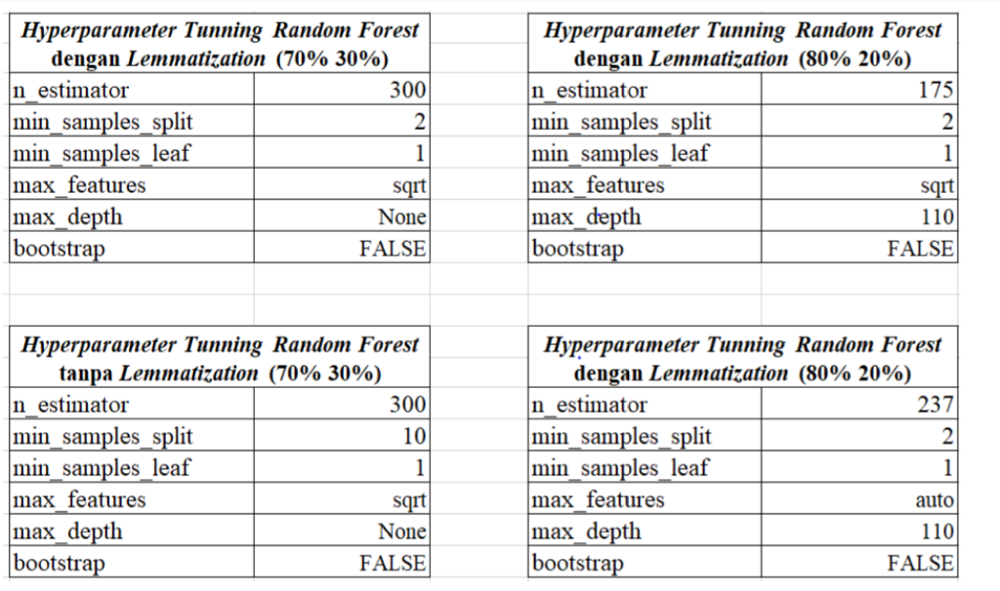 Hyperparameter Tunning Random Forest
dengan Lemmatization (70% 30%)
n_estimator 300
min_samples_split 2
min_samples_leaf 1
max_features sqrt
max_depth None
bootstrap FALSE
Hyperparameter Tunning Random Forest
dengan Lemmatization (80% 20%)
n_estimator 175
min_samples_split 2
min_samples_leaf 1
max_features sqrt
max_depth 110
bootstrap FALSE
Hyperparameter Tunning Random Forest
tanpa Lemmatization (70% 30%)
n_estimator 300
min_samples_split 10
min_samples_leaf 1
max_features sqrt
max_depth None
bootstrap FALSE
Hyperparameter Tunning Random Forest
dengan Lemmatization (80% 20%)
n_estimator 237
min_samples_split 2
min_samples_leaf 1
max_features auto
max_depth 110
bootstrap FALSE